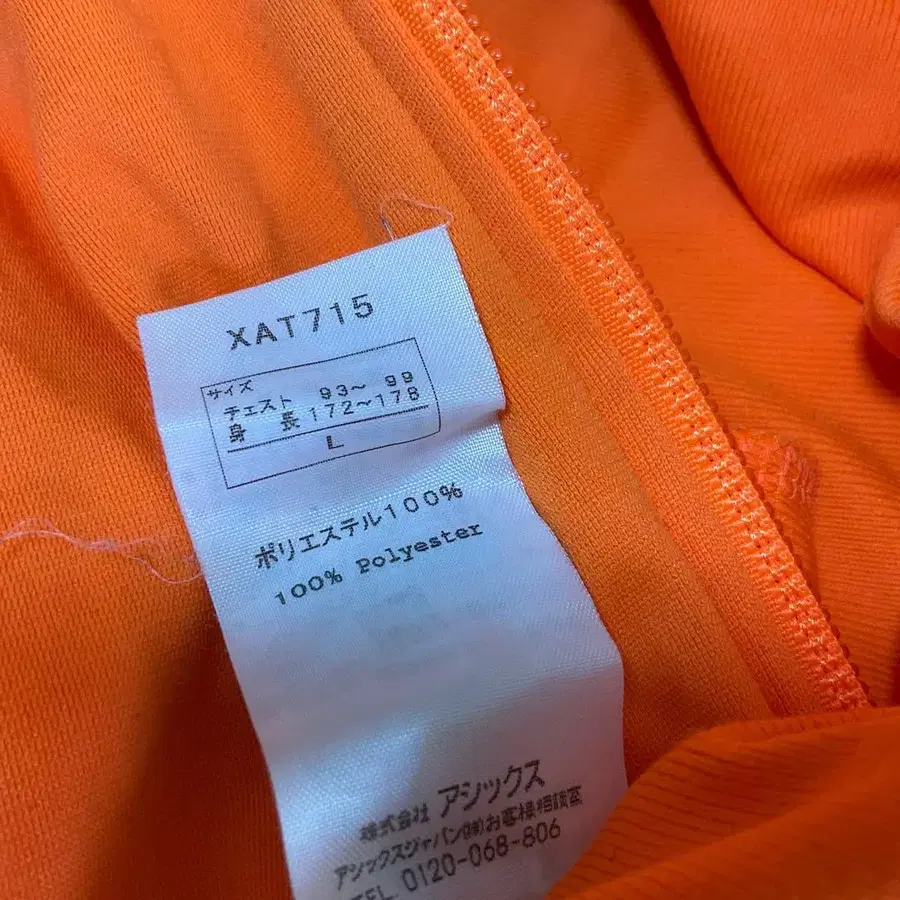 XAT715
サイズ
チェスト 93～ 99
身 長 172～178
L
ポリエステル100%
100% Polyester
株式会社 アシックス
アシックスジャパン㈱お客様相談室
TEL. 0120-068-806